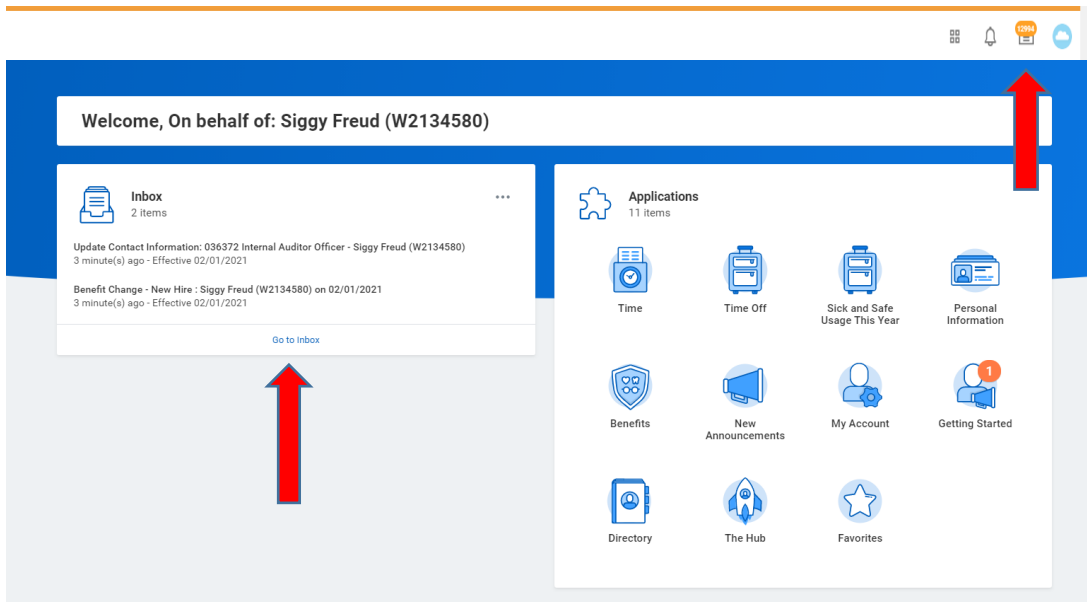 12994
Welcome, On behalf of: Siggy Freud (W2134580)
Inbox
2 items
Update Contact Information: 036372 Internal Auditor Officer - Siggy Freud (W2134580)
3 minute(s) ago - Effective 02/01/2021
Benefit Change - New Hire : Siggy Freud (W2134580) on 02/01/2021
3 minute(s) ago - Effective 02/01/2021
Go to Inbox
Applications
11 items
Time
Time Off
Sick and Safe
Usage This Year
Personal
Information
1
Benefits
New
Announcements
My Account
Getting Started
Directory
The Hub
Favorites